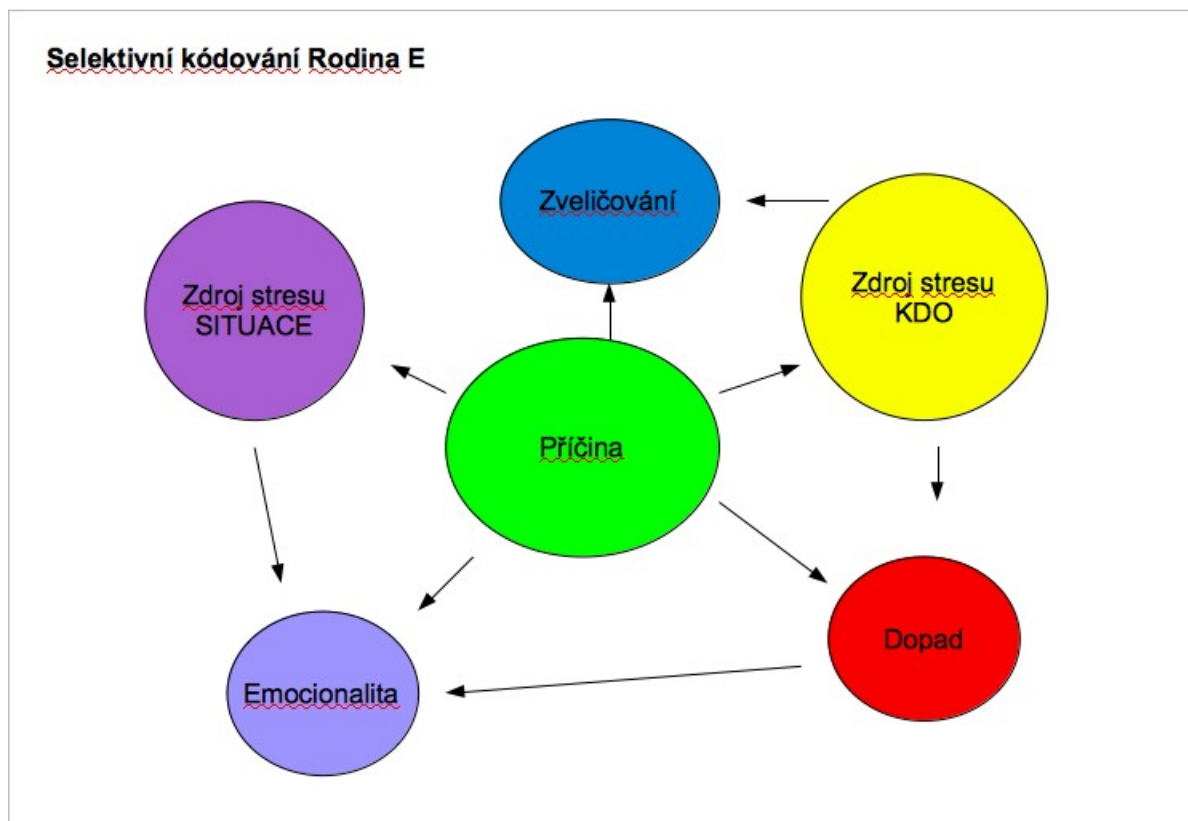 Selektivní kódování Rodina E
Zveličování
Zdroj stresu
SITUACE
Zdroj stresu
KDO
Příčina
Dopad
Emocionalita